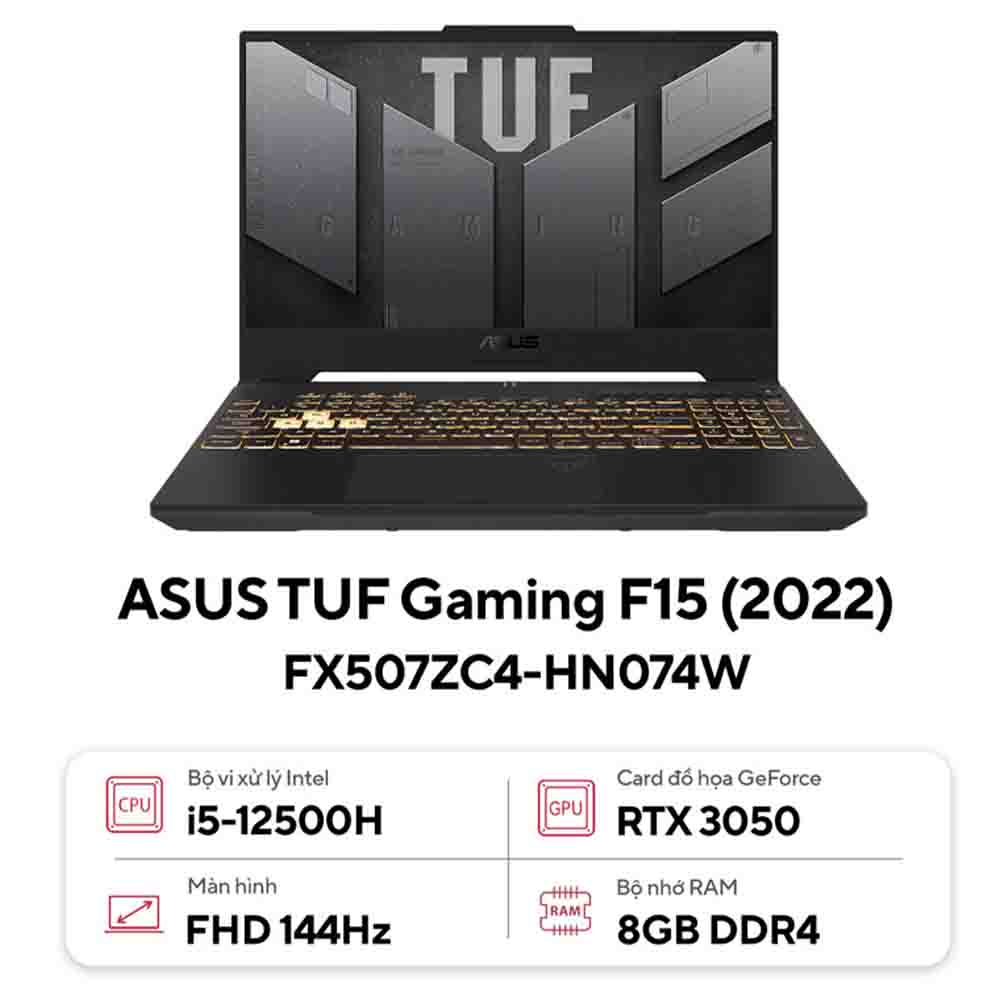 TUF
GAMING
ASUS
ASUS TUF Gaming F15 (2022)
FX507ZC4-HN074W
CPU
Bộ vi xử lý Intel
i5-12500H
GPU
Card đồ họa GeForce
RTX 3050
Màn hình
FHD 144Hz
RAM
Bộ nhớ RAM
8GB DDR4